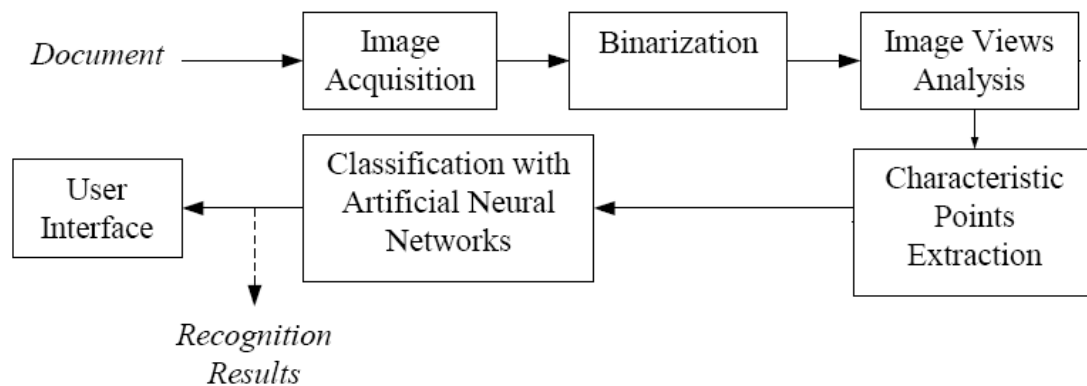 Document
Image
Acquisition
Binarization
Image Views
Analysis
Characteristic
Points
Extraction
Classification with
Artificial Neural
Networks
User
Interface
Recognition
Results